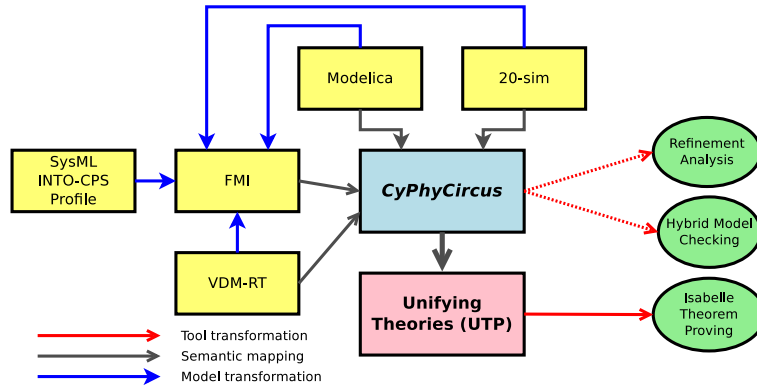 Modelica
20-sim
SysML
INTO-CPS
Profile
FMI
CyPhyCircus
Refinement
Analysis
Hybrid Model
Checking
VDM-RT
Unifying
Theories (UTP)
Isabelle
Theorem
Proving
Tool transformation
Semantic mapping
Model transformation